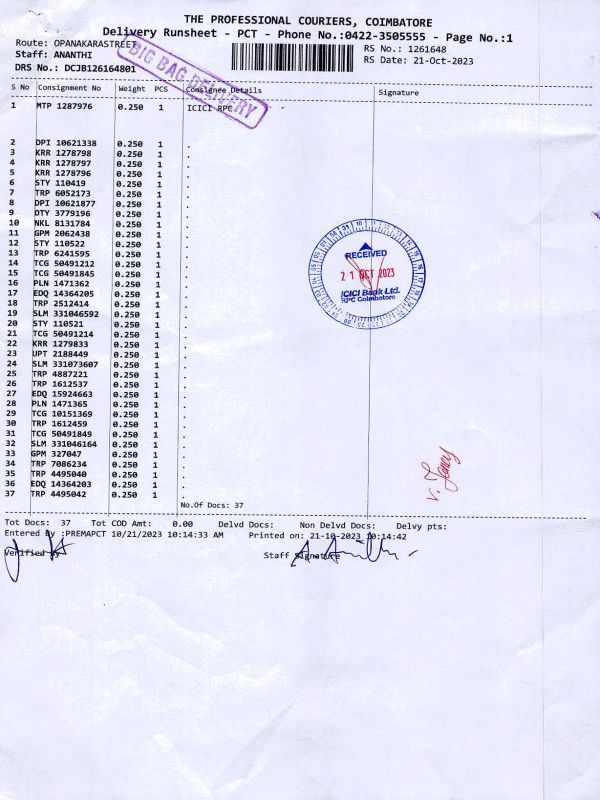 THE PROFESSIONAL COURIERS, COIMBATORE
Delivery Runsheet - PCT - Phone No.:0422-3505555 - Page No.:1
Route: OPANAKARASTREET
RS No.: 1261648
Staff: ANANTHI
RS Date: 21-Oct-2023
DRS No.: DCJB126164801
BIG BAG DELIVERY
S No Consignment No Weight PCS Consignee Details Signature
1 MTP 1287976 0.250 1 ICICI RPC
2 DPI 10621338 0.250 1 .
3 KRR 1278798 0.250 1 .
4 KRR 1278797 0.250 1 .
5 KRR 1278796 0.250 1 .
6 STY 110419 0.250 1 .
7 TRP 6052173 0.250 1 .
8 DPI 10621877 0.250 1 .
9 DTY 3779196 0.250 1 .
10 NKL 8131784 0.250 1 .
11 GPM 2062438 0.250 1 .
12 STY 110522 0.250 1 .
13 TRP 6241595 0.250 1 .
14 TCG 50491212 0.250 1 .
15 TCG 50491845 0.250 1 .
16 PLN 1471362 0.250 1 .
17 EDQ 14364205 0.250 1 .
18 TRP 2512414 0.250 1 .
19 SLM 331046592 0.250 1 .
20 STY 110521 0.250 1 .
21 TCG 50491214 0.250 1 .
22 KRR 1279833 0.250 1 .
23 UPT 2188449 0.250 1 .
24 SLM 331073607 0.250 1 .
25 TRP 4887221 0.250 1 .
26 TRP 1612537 0.250 1 .
27 EDQ 15924663 0.250 1 .
28 PLN 1471365 0.250 1 .
29 TCG 10151369 0.250 1 .
30 TRP 1612459 0.250 1 .
31 TCG 50491849 0.250 1 .
32 SLM 331046164 0.250 1 .
33 GPM 327047 0.250 1 .
34 TRP 7086234 0.250 1 .
35 TRP 4495040 0.250 1 .
36 EDQ 14364203 0.250 1 .
37 TRP 4495042 0.250 1 .
RECEIVED
21 OCT 2023
ICICI Bank Ltd.
RPC Coimbatore
No.Of Docs: 37
Tot Docs: 37 Tot COD Amt: 0.00 Delvd Docs: Non Delvd Docs: Delvy pts:
Entered By :PREMAPCT 10/21/2023 10:14:33 AM Printed on: 21-10-2023 10:14:42
Verified By
Staff Signature